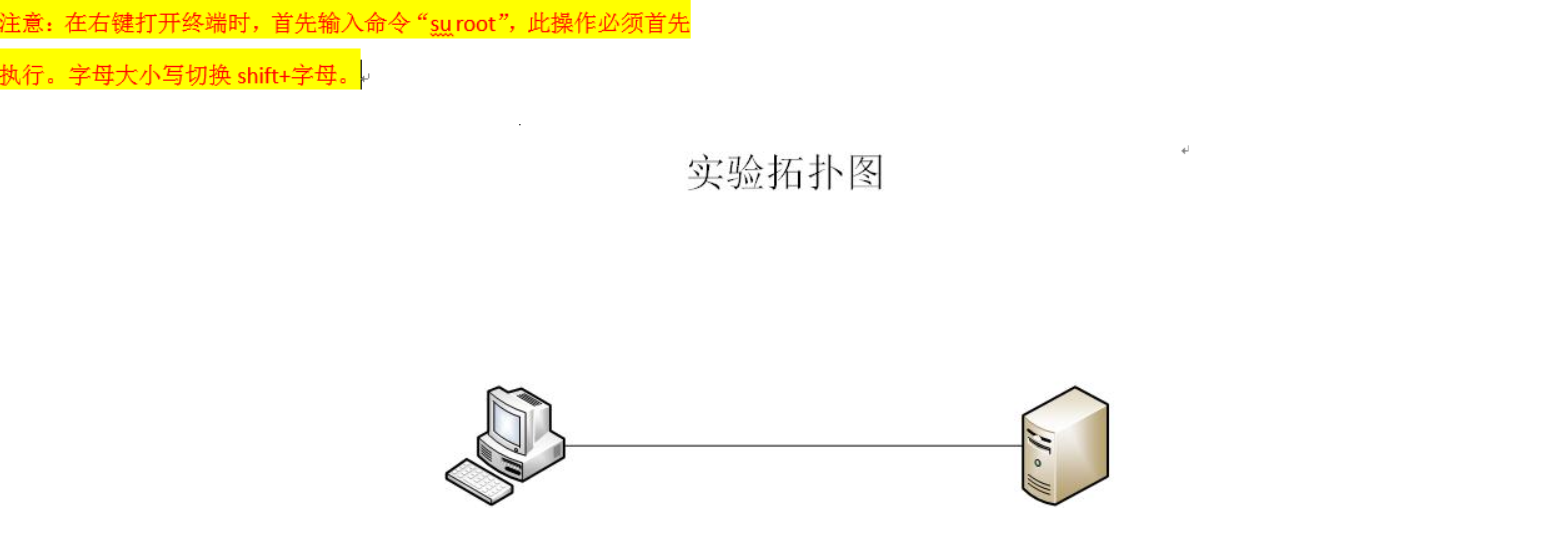 注意：在右键打开终端时，首先输入命令“su root”，此操作必须首先
执行。字母大小写切换 shift+字母。
实验拓扑图